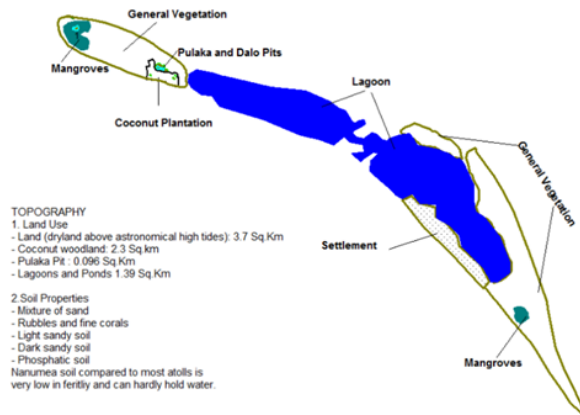 General Vegetation
Pulaka and Dalo Pits
Mangroves
Lagoon
Coconut Plantation
General Vegetation
TOPOGRAPHY
1. Land Use
- Land (dryland above astronomical high tides): 3.7 Sq.Km
- Coconut woodland: 2.3 Sq.km
- Pulaka Pit : 0.096 Sq.Km
- Lagoons and Ponds 1.39 Sq.Km
Settlement
2.Soil Properties
- Mixture of sand
- Rubbles and fine corals
- Light sandy soil
- Dark sandy soil
- Phosphatic soil
Nanumea soil compared to most atolls is
very low in feritliy and can hardly hold water.
Mangroves